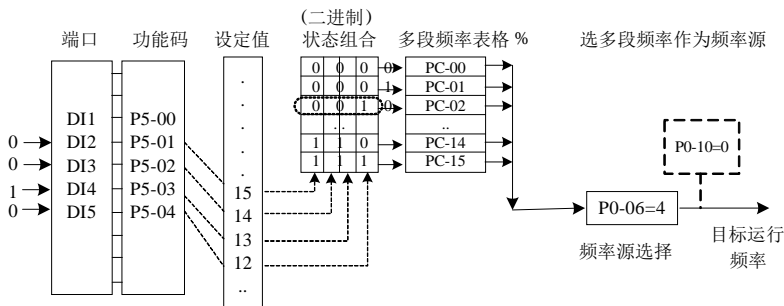 (二进制)
端口 功能码 设定值 状态组合 多段频率表格 % 选多段频率作为频率源
0 0 0 0 PC-00
. 0 0 0 1 PC-01
. 0 0 1 0 PC-02
DI1 P5-00 . ... ..
0 DI2 P5-01 . 1 1 0 PC-14 P0-10=0
0 DI3 P5-02 . 1 1 1 PC-15
1 DI4 P5-03 15
0 DI5 P5-04 14 P0-06=4
13 目标运行
12 频率源选择 频率
..